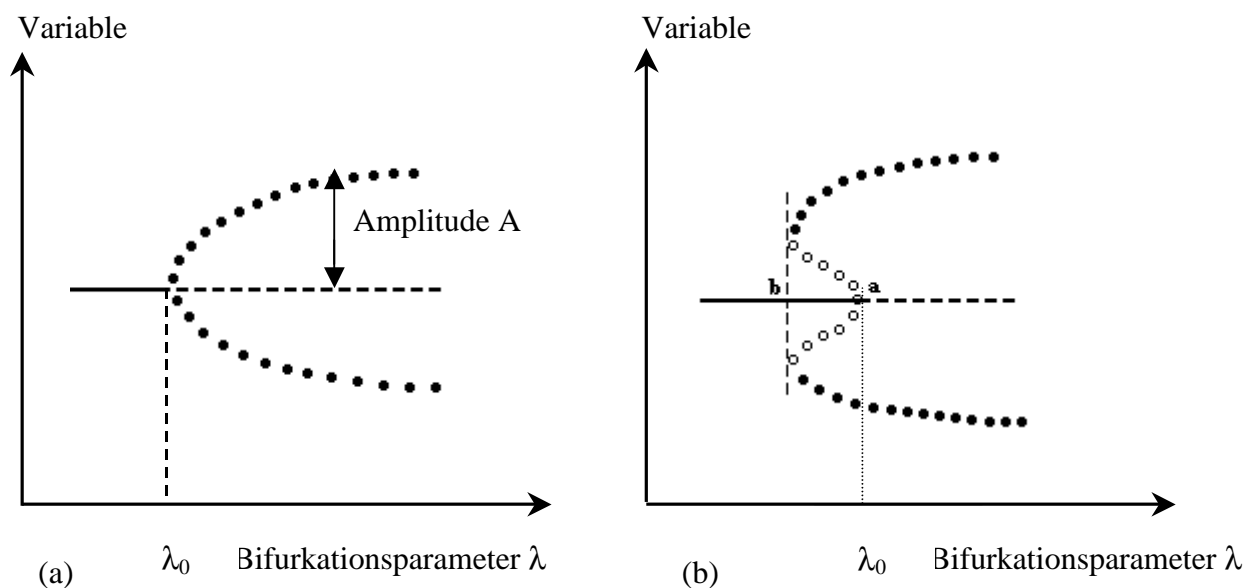 Variable
Variable
Amplitude A
b
a
(a) λ₀ Bifurkationsparameter λ
(b) λ₀ Bifurkationsparameter λ